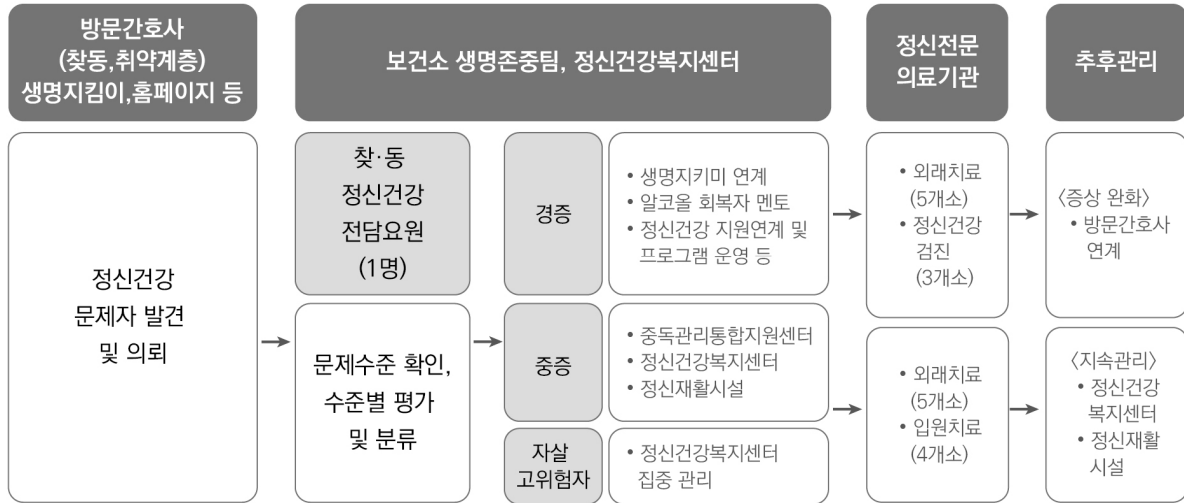 방문간호사
(찾동,취약계층)
생명지킴이,홈페이지 등
보건소 생명존중팀, 정신건강복지센터
정신전문
의료기관
추후관리
정신건강
문제자 발견
및 의뢰
찾·동
정신건강
전담요원
(1명)
문제수준 확인,
수준별 평가
및 분류
경증
• 생명지키미 연계
• 알코올 회복자 멘토
• 정신건강 지원연계 및
프로그램 운영 등
중증
• 중독관리통합지원센터
• 정신건강복지센터
• 정신재활시설
자살
고위험자
• 정신건강복지센터
집중 관리
• 외래치료
(5개소)
• 정신건강
검진
(3개소)
• 외래치료
(5개소)
• 입원치료
(4개소)
〈증상 완화〉
• 방문간호사
연계
〈지속관리〉
• 정신건강
복지센터
• 정신재활
시설